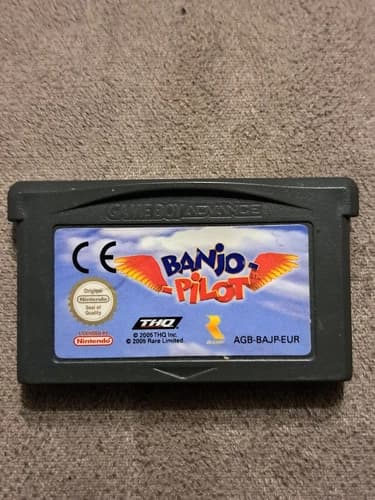 GAME BOY ADVANCE
CE
BANJO-
PILOT
Original
Nintendo
Seal of
Quality
Nintendo
THQ
© 2005 THQ Inc.
© 2005 Rare Limited.
AGB-BAJP-EUR